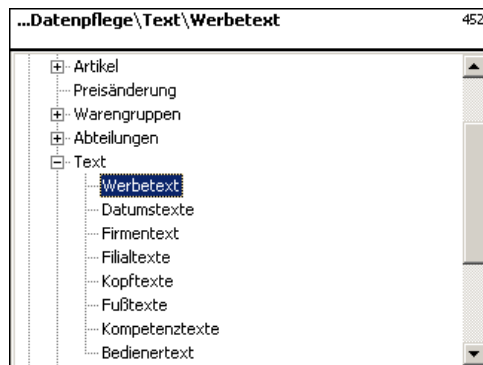 ...Datenpflege\Text\Werbetext 452
Artikel
Preisänderung
Warengruppen
Abteilungen
Text
Werbetext
Datumstexte
Firmentext
Filialtexte
Kopftexte
Fußtexte
Kompetenztexte
Bedienertext